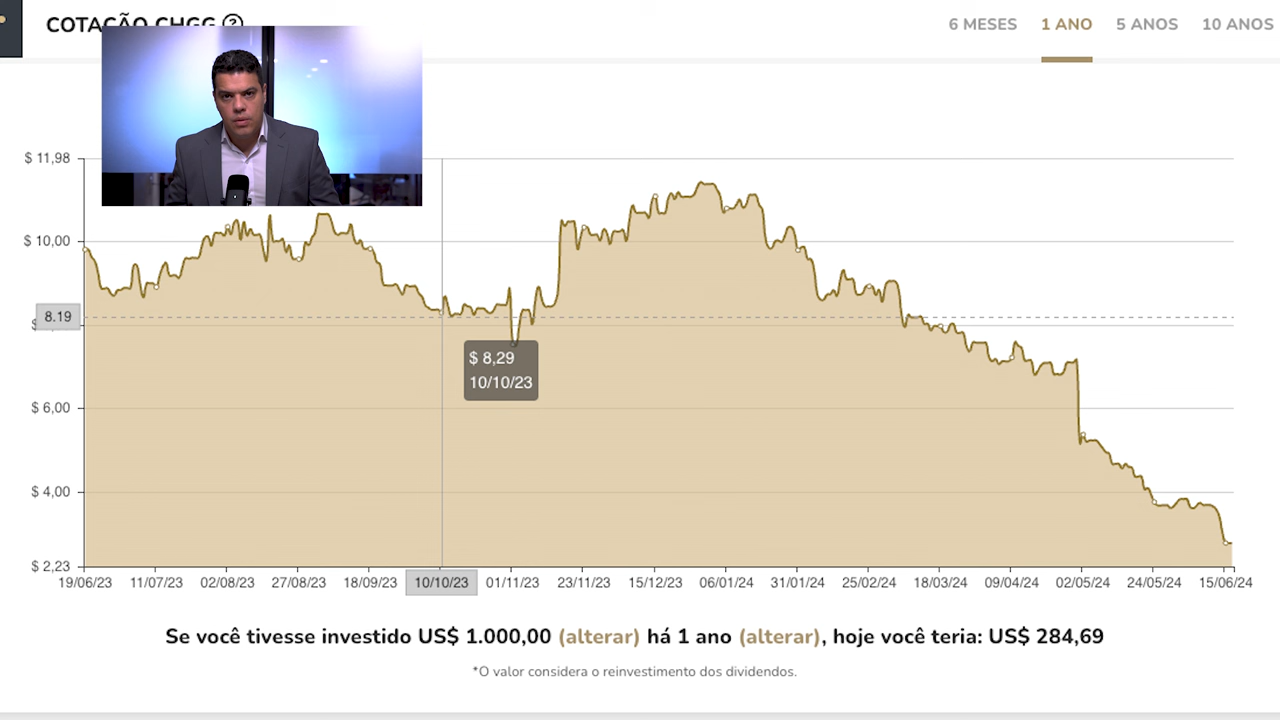 COTAÇÃO CHGG ?
6 MESES 1 ANO 5 ANOS 10 ANOS
$ 11,98
$ 10,00
8.19
$ 6,00
$ 4,00
$ 2,23
$ 8,29
10/10/23
19/06/23 11/07/23 02/08/23 27/08/23 18/09/23 10/10/23 01/11/23 23/11/23 15/12/23 06/01/24 31/01/24 25/02/24 18/03/24 09/04/24 02/05/24 24/05/24 15/06/24
Se você tivesse investido US$ 1.000,00 (alterar) há 1 ano (alterar), hoje você teria: US$ 284,69
*O valor considera o reinvestimento dos dividendos.